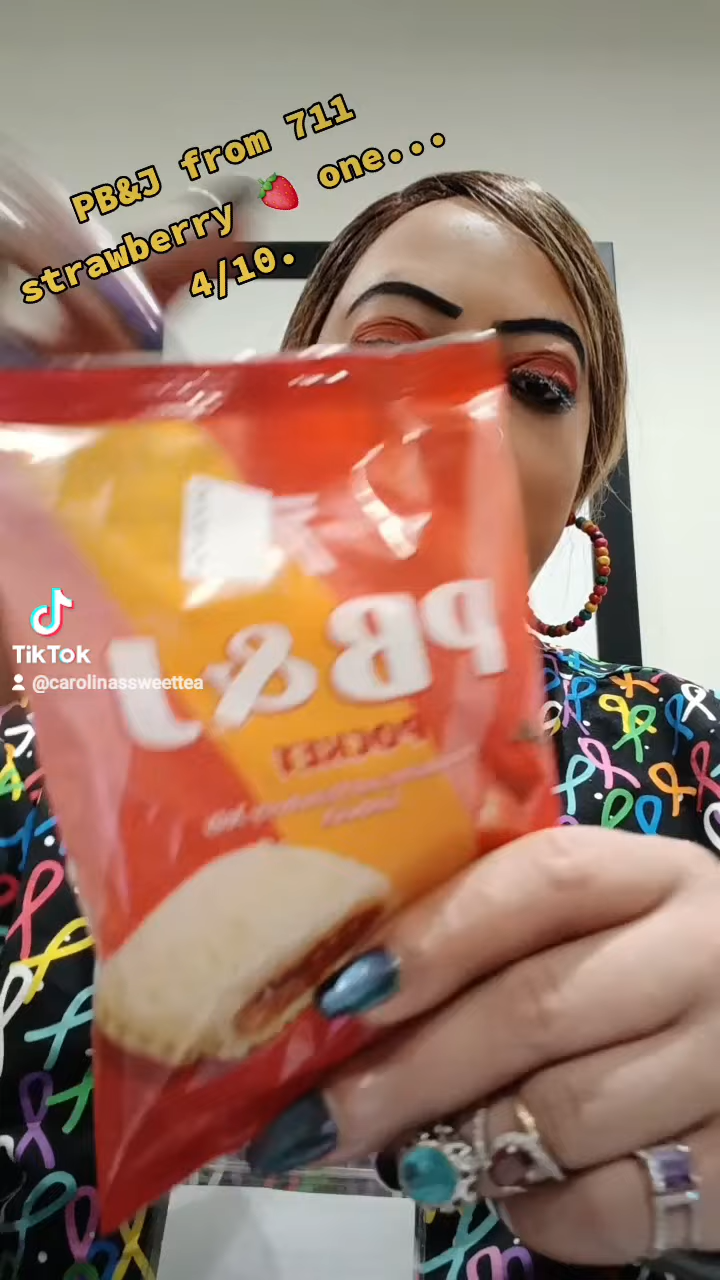 PB&J from 711
strawberry 🍓 one...
4/10.
PB&J
POCKET
TikTok
@carolinassweettea